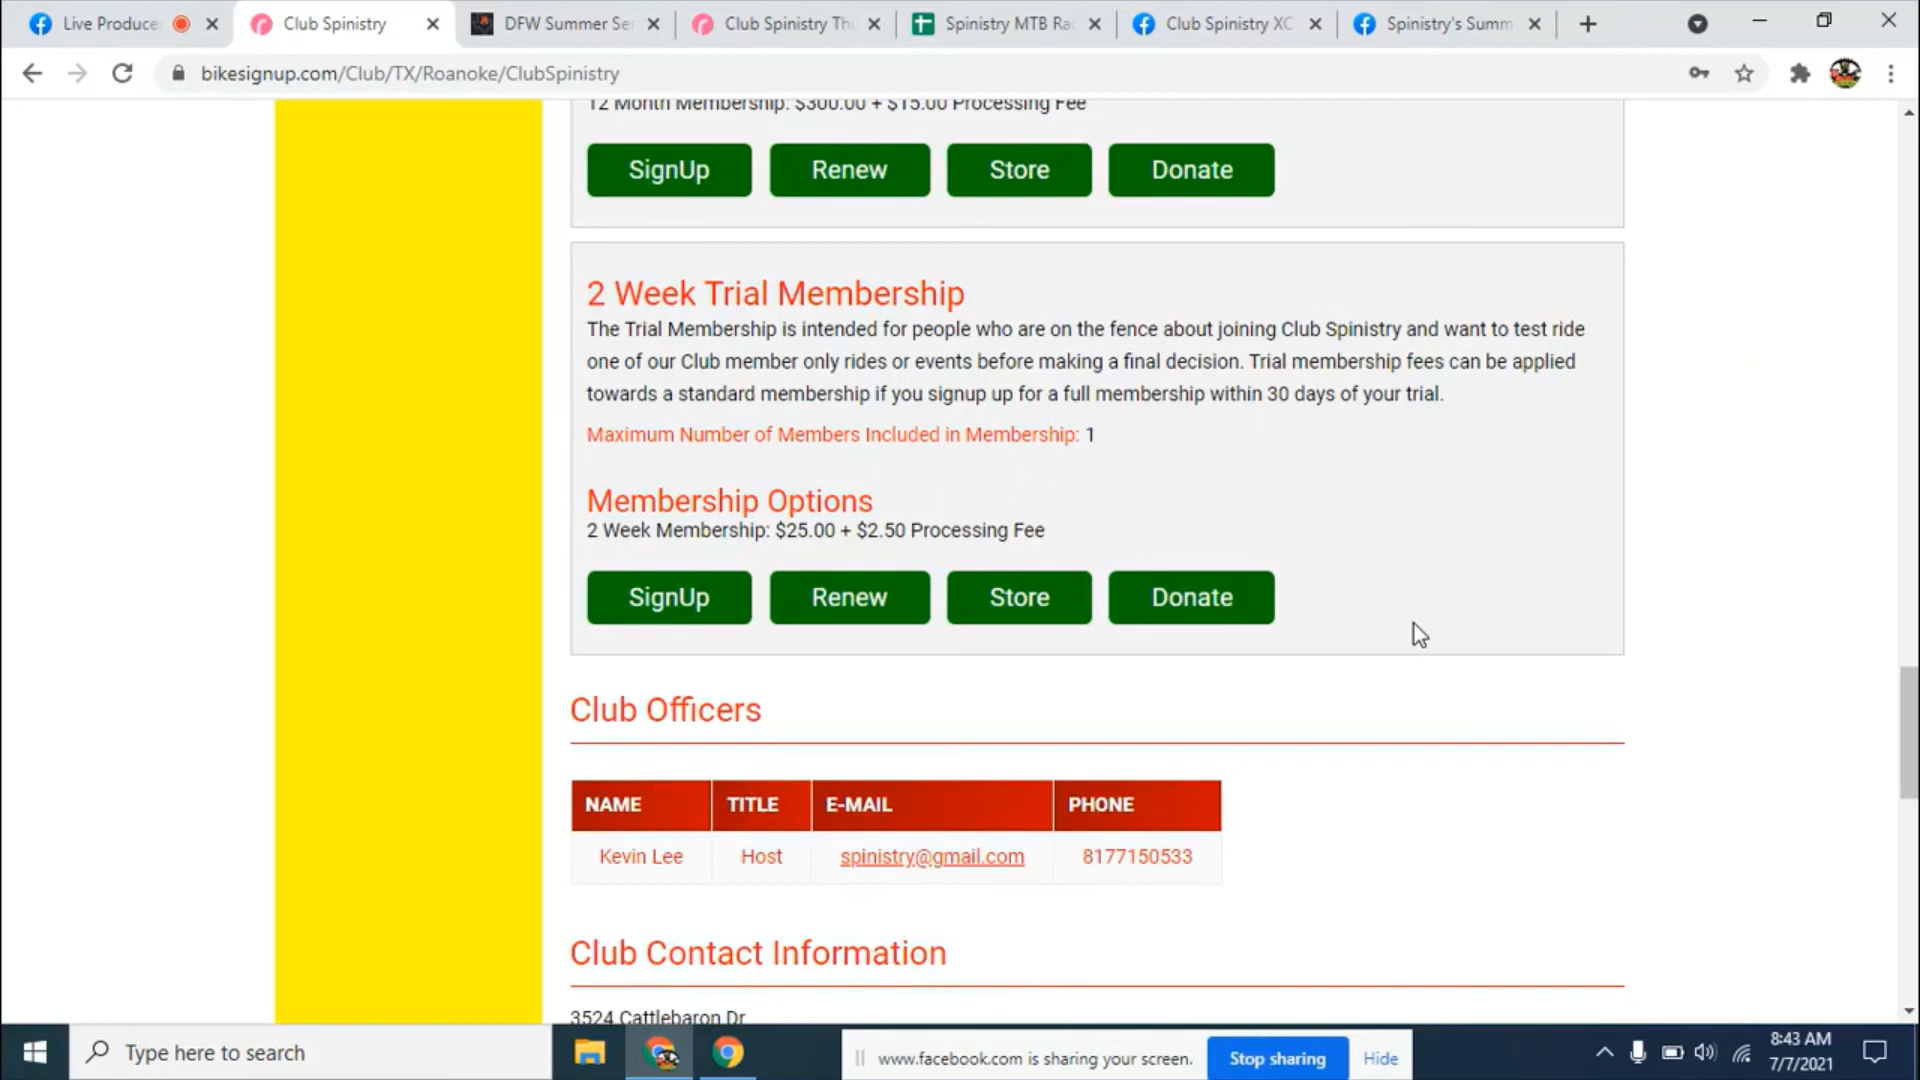 Live Producer
Club Spinistry
DFW Summer Se
Club Spinistry Th
Spinistry MTB Ra
Club Spinistry XC
Spinistry's Summ
bikesignup.com/Club/TX/Roanoke/ClubSpinistry
12 Month Membership: $300.00 + $15.00 Processing Fee
SignUp Renew Store Donate
2 Week Trial Membership
The Trial Membership is intended for people who are on the fence about joining Club Spinistry and want to test ride
one of our Club member only rides or events before making a final decision. Trial membership fees can be applied
towards a standard membership if you signup up for a full membership within 30 days of your trial.
Maximum Number of Members Included in Membership: 1
Membership Options
2 Week Membership: $25.00 + $2.50 Processing Fee
SignUp Renew Store Donate
Club Officers
NAME TITLE E-MAIL PHONE
Kevin Lee Host spinistry@gmail.com 8177150533
Club Contact Information
3524 Cattlebaron Dr
Type here to search
www.facebook.com is sharing your screen. Stop sharing Hide
8:43 AM
7/7/2021